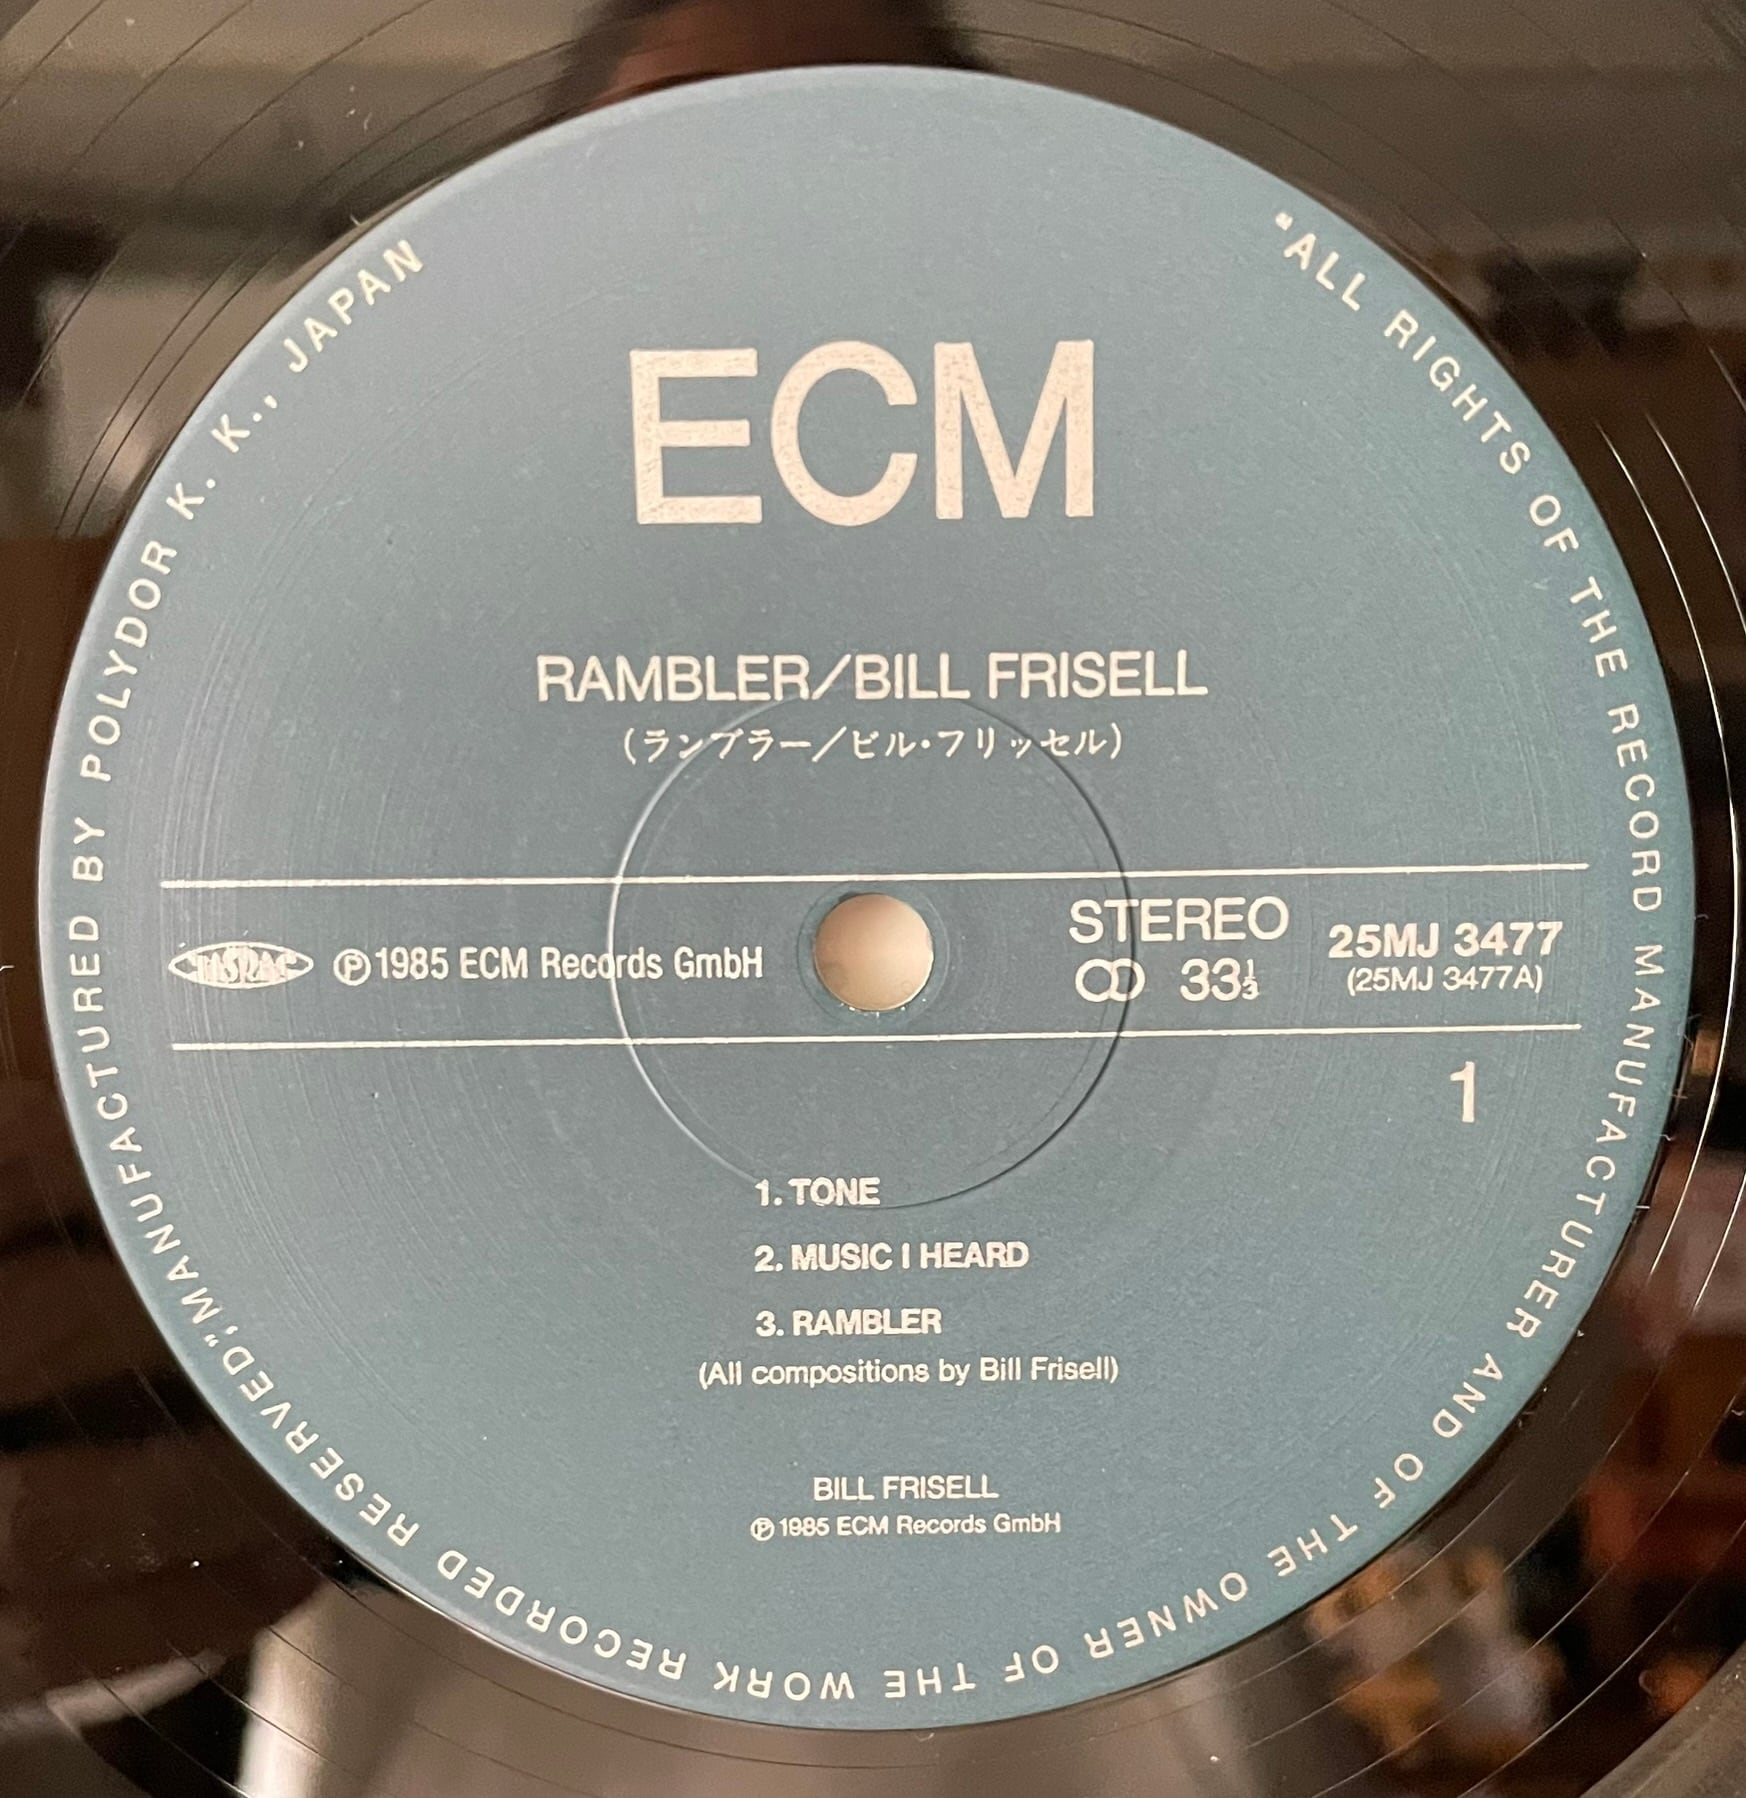 ECM
RAMBLER/BILL FRISELL
(ランブラー/ビル・フリッセル)
JASRAC
Ⓟ1985 ECM Records GmbH
STEREO
33⅓
25MJ 3477
(25MJ 3477A)
1
1. TONE
2. MUSIC I HEARD
3. RAMBLER
(All compositions by Bill Frisell)
BILL FRISELL
Ⓟ1985 ECM Records GmbH
"ALL RIGHTS OF THE RECORD MANUFACTURER AND OF THE OWNER OF THE WORK RECORDED RESERVED," MANUFACTURED BY POLYDOR K. K., JAPAN